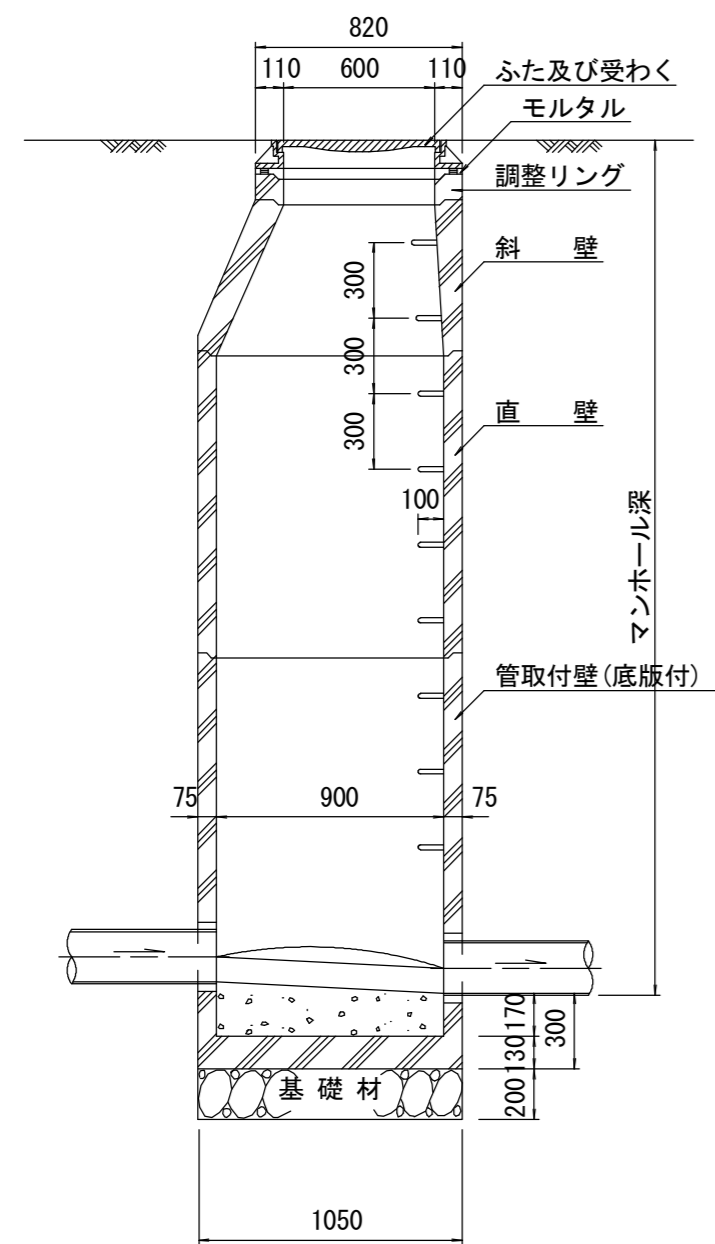 820
110 600 110
ふた及び受わく
モルタル
調整リング
斜 壁
300
300
300
直 壁
100
マンホール深
管取付壁(底版付)
75 900 75
170
300
130
200
基 礎 材
1050